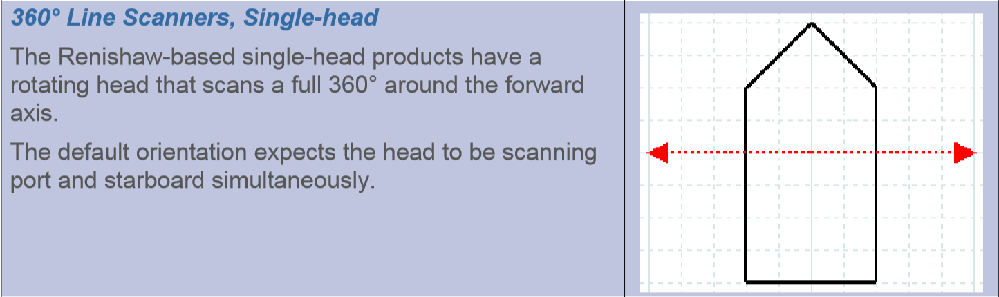 360° Line Scanners, Single-head
The Renishaw-based single-head products have a
rotating head that scans a full 360° around the forward
axis.
The default orientation expects the head to be scanning
port and starboard simultaneously.